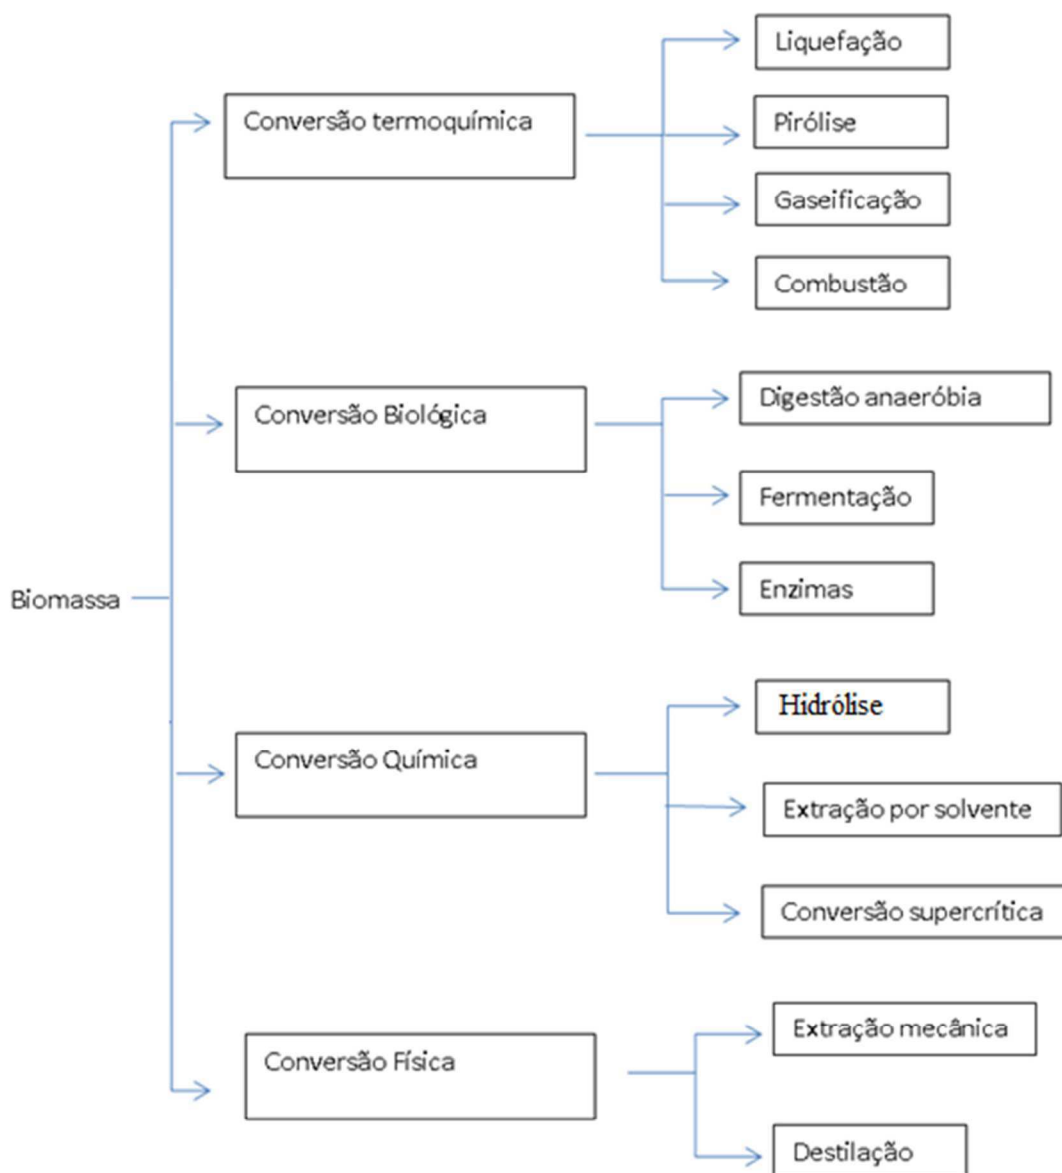 Biomassa
Conversão termoquímica
Liquefação
Pirólise
Gaseificação
Combustão
Conversão Biológica
Digestão anaeróbia
Fermentação
Enzimas
Conversão Química
Hidrólise
Extração por solvente
Conversão supercrítica
Conversão Física
Extração mecânica
Destilação